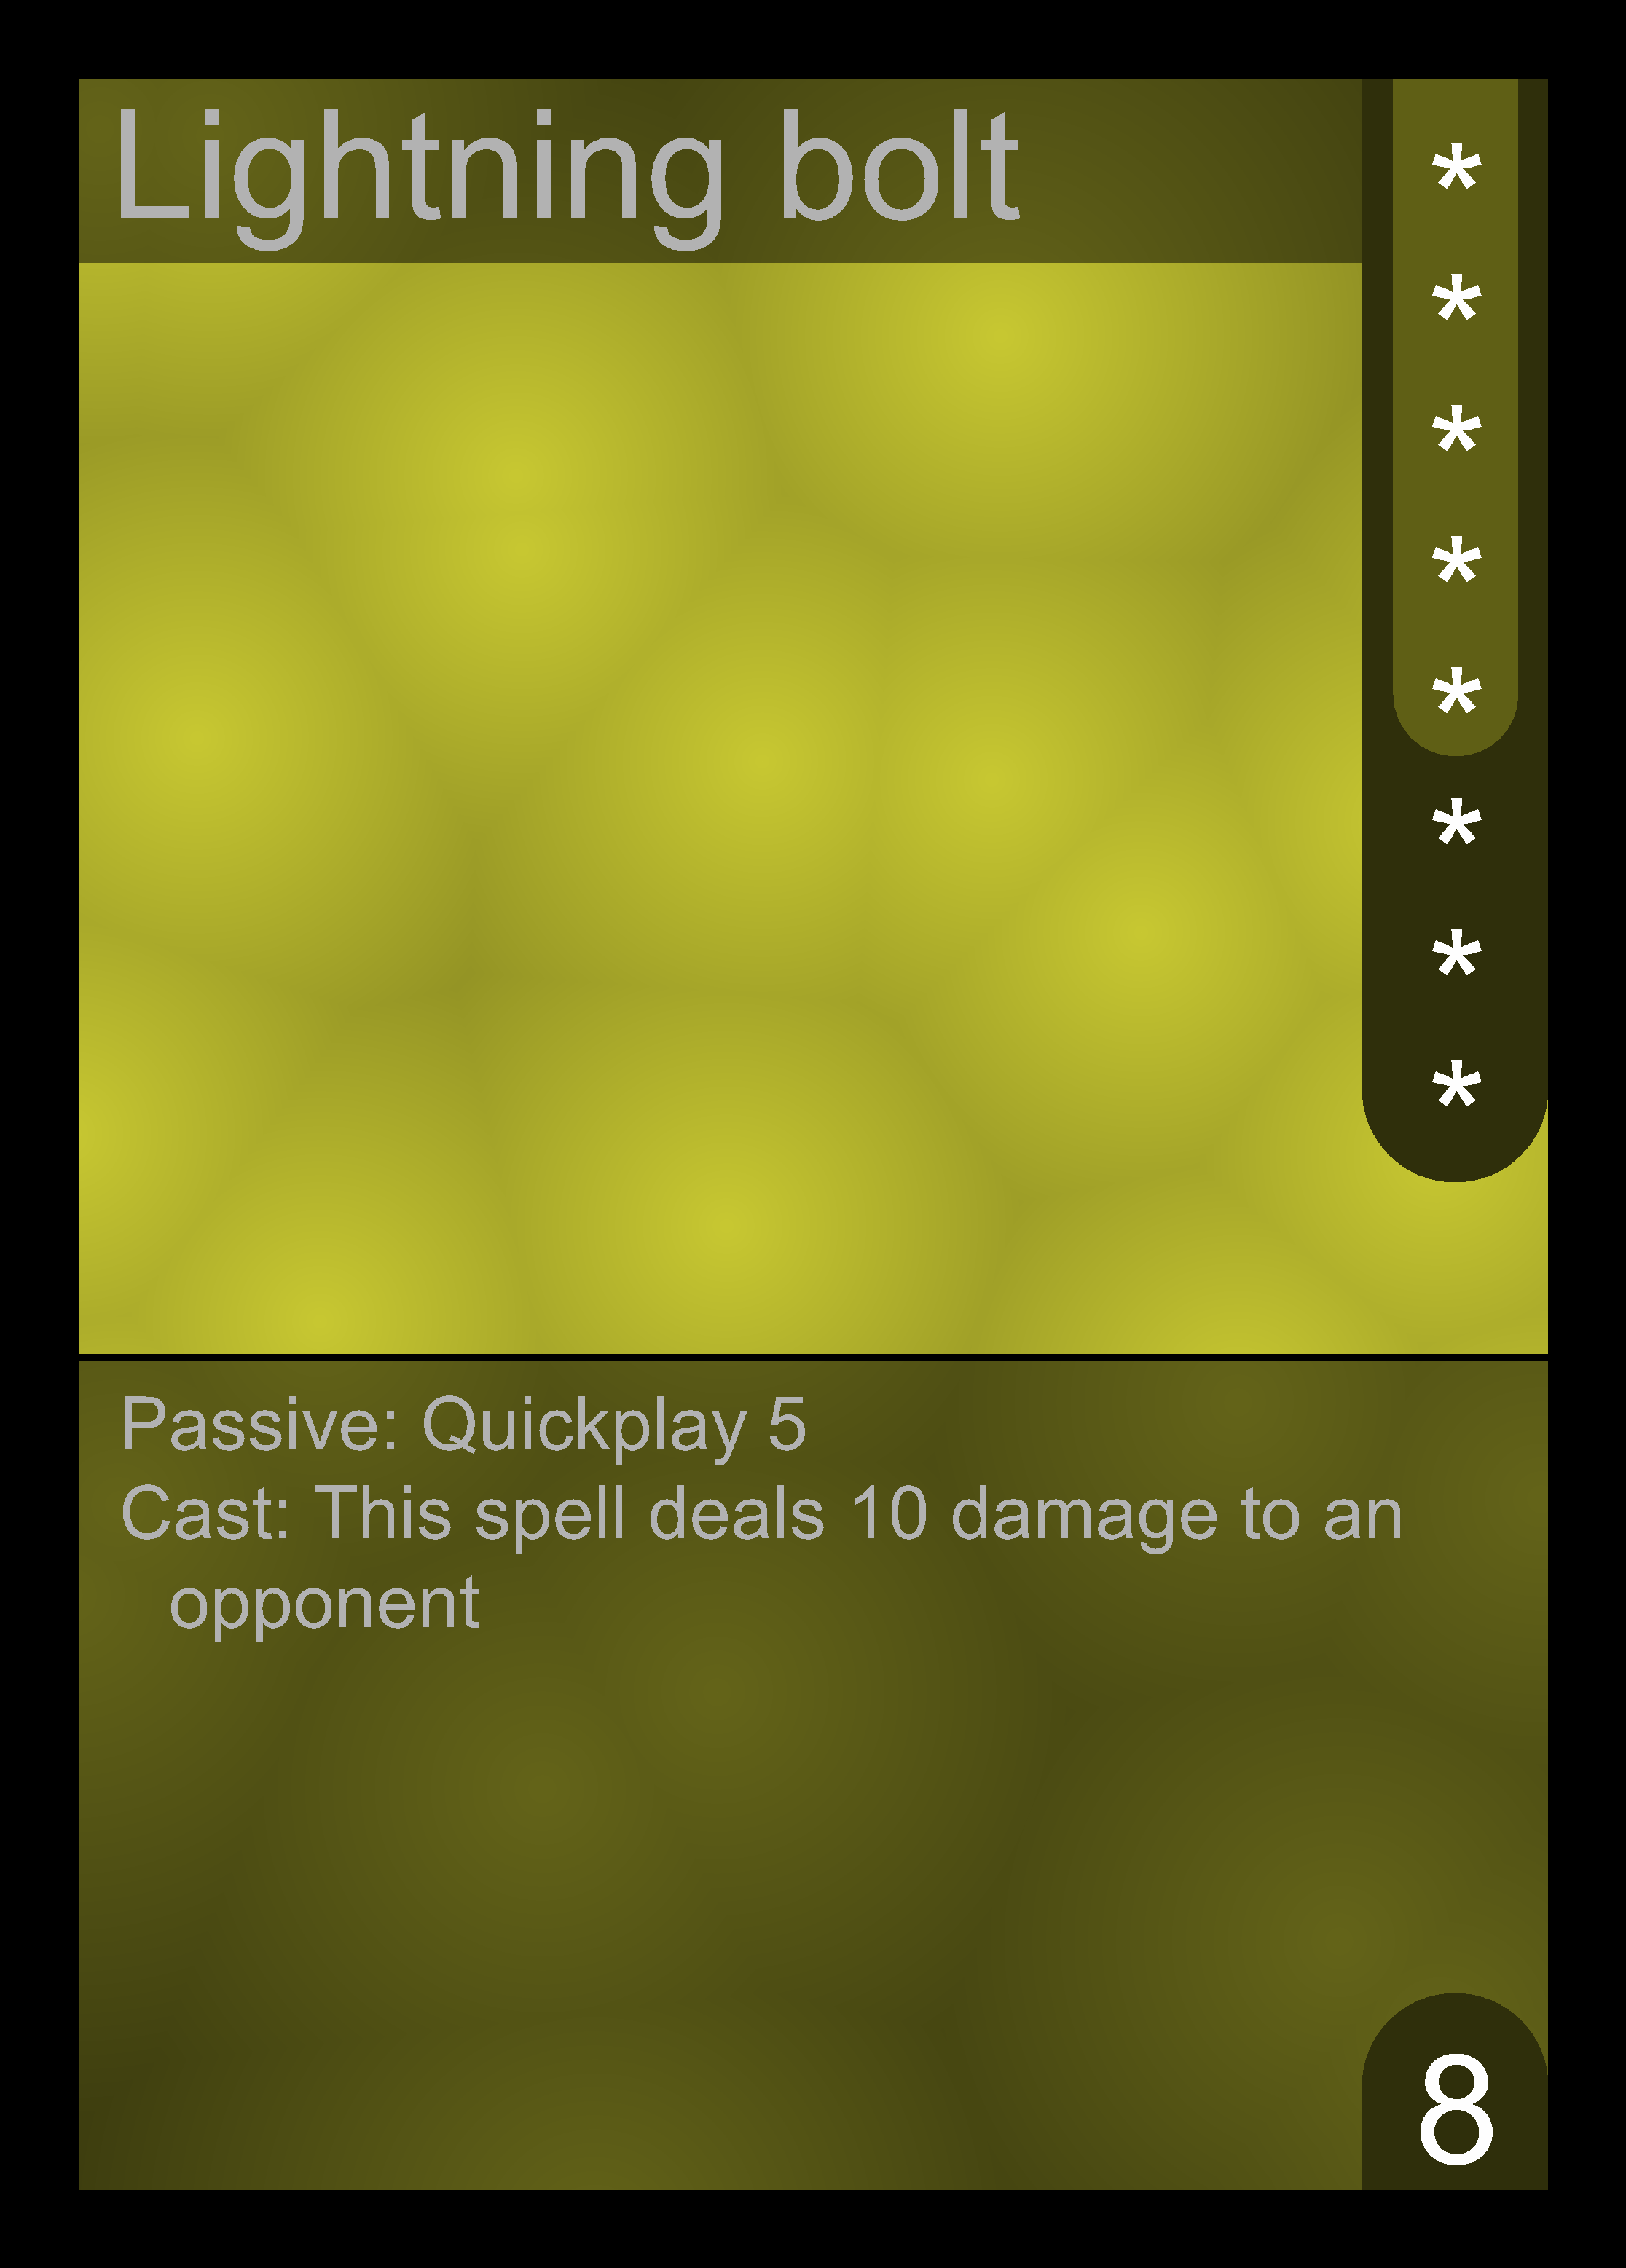 Lightning bolt
*
*
*
*
*
*
*
*
Passive: Quickplay 5
Cast: This spell deals 10 damage to an
opponent
8